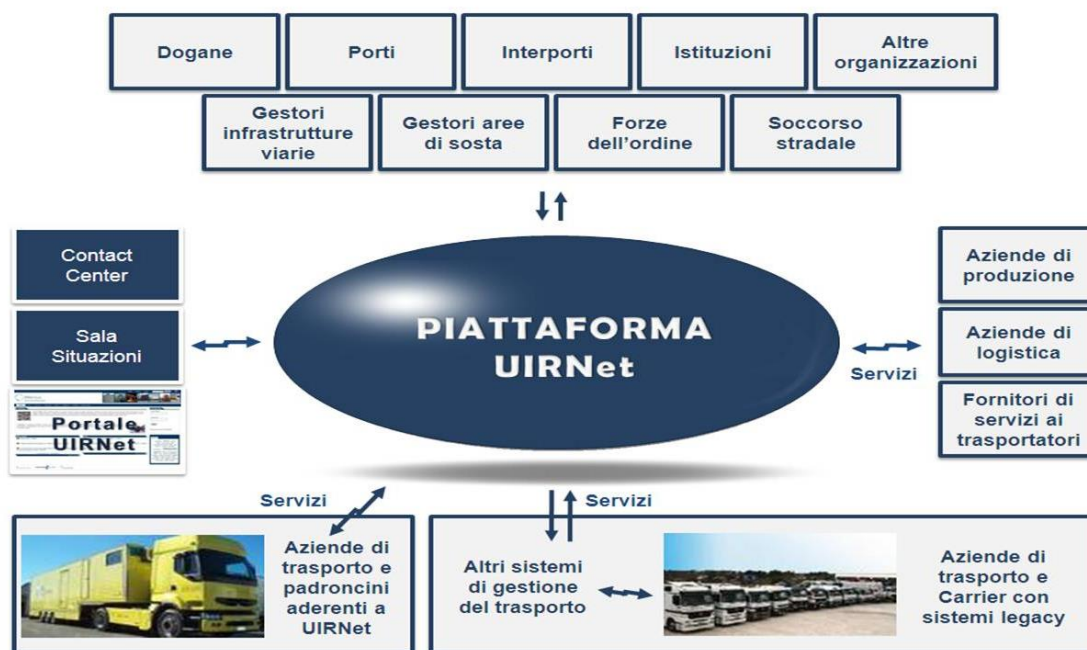 Dogane
Porti
Interporti
Istituzioni
Altre
organizzazioni
Gestori
infrastrutture
viarie
Gestori aree
di sosta
Forze
dell'ordine
Soccorso
stradale
Contact
Center
Sala
Situazioni
Portale
UIRNet
PIATTAFORMA
UIRNet
Servizi
Aziende di
produzione
Aziende di
logistica
Fornitori di
servizi ai
trasportatori
Servizi
Aziende di
trasporto e
padroncini
aderenti a
UIRNet
Servizi
Altri sistemi
di gestione
del trasporto
Aziende di
trasporto e
Carrier con
sistemi legacy